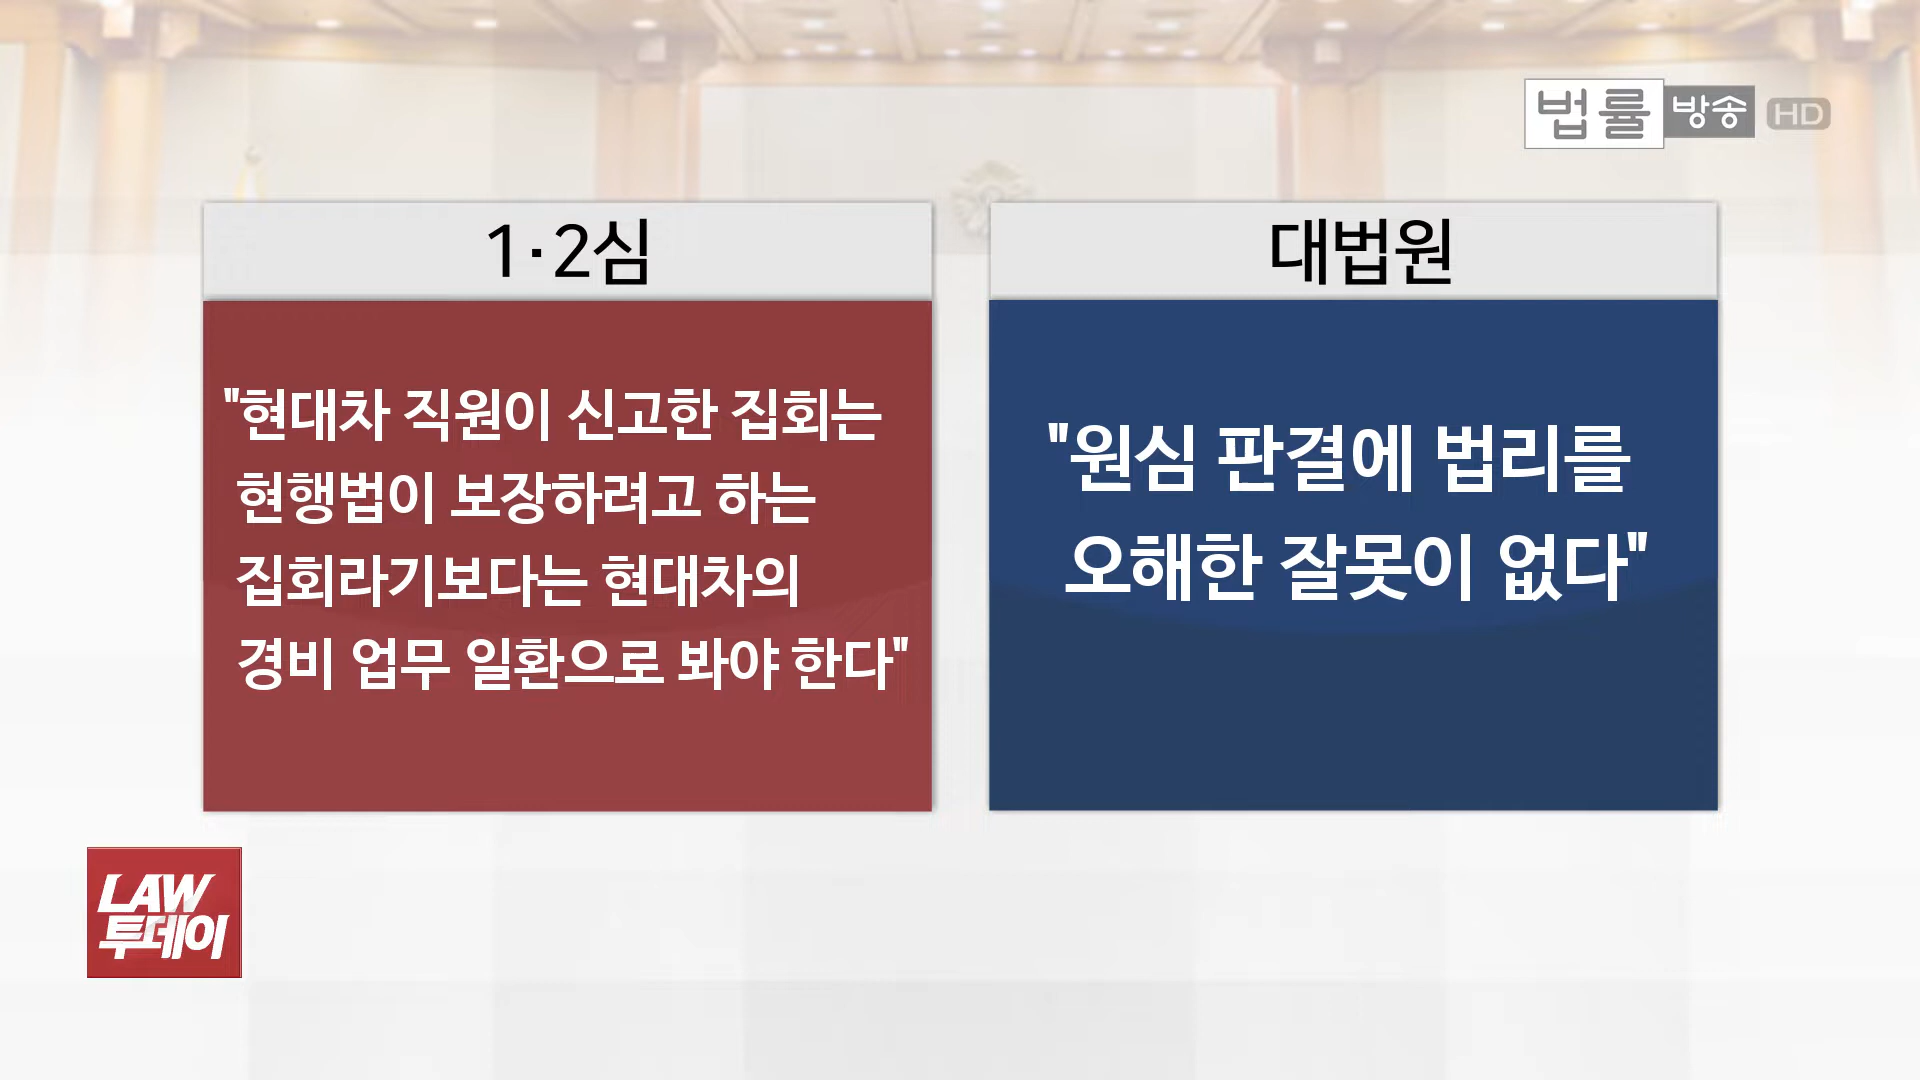 법률 방송 HD
1·2심
"현대차 직원이 신고한 집회는
현행법이 보장하려고 하는
집회라기보다는 현대차의
경비 업무 일환으로 봐야 한다"
대법원
"원심 판결에 법리를
오해한 잘못이 없다"
LAW
투데이